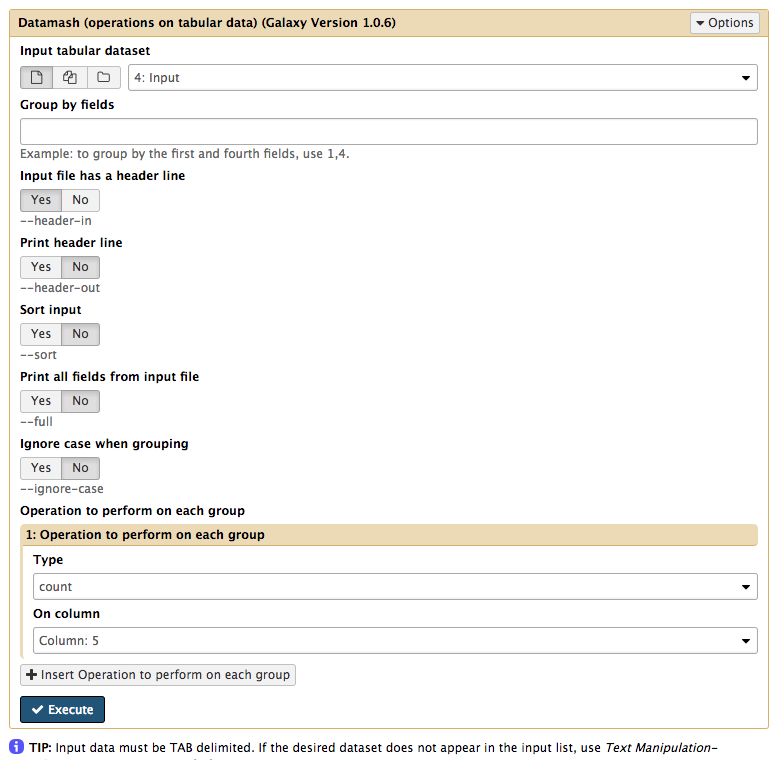 Datamash (operations on tabular data) (Galaxy Version 1.0.6)
Options
Input tabular dataset
4: Input
Group by fields
Example: to group by the first and fourth fields, use 1,4.
Input file has a header line
Yes No
--header-in
Print header line
Yes No
--header-out
Sort input
Yes No
--sort
Print all fields from input file
Yes No
--full
Ignore case when grouping
Yes No
--ignore-case
Operation to perform on each group
1: Operation to perform on each group
Type
count
On column
Column: 5
Insert Operation to perform on each group
Execute
TIP: Input data must be TAB delimited. If the desired dataset does not appear in the input list, use Text Manipulation-